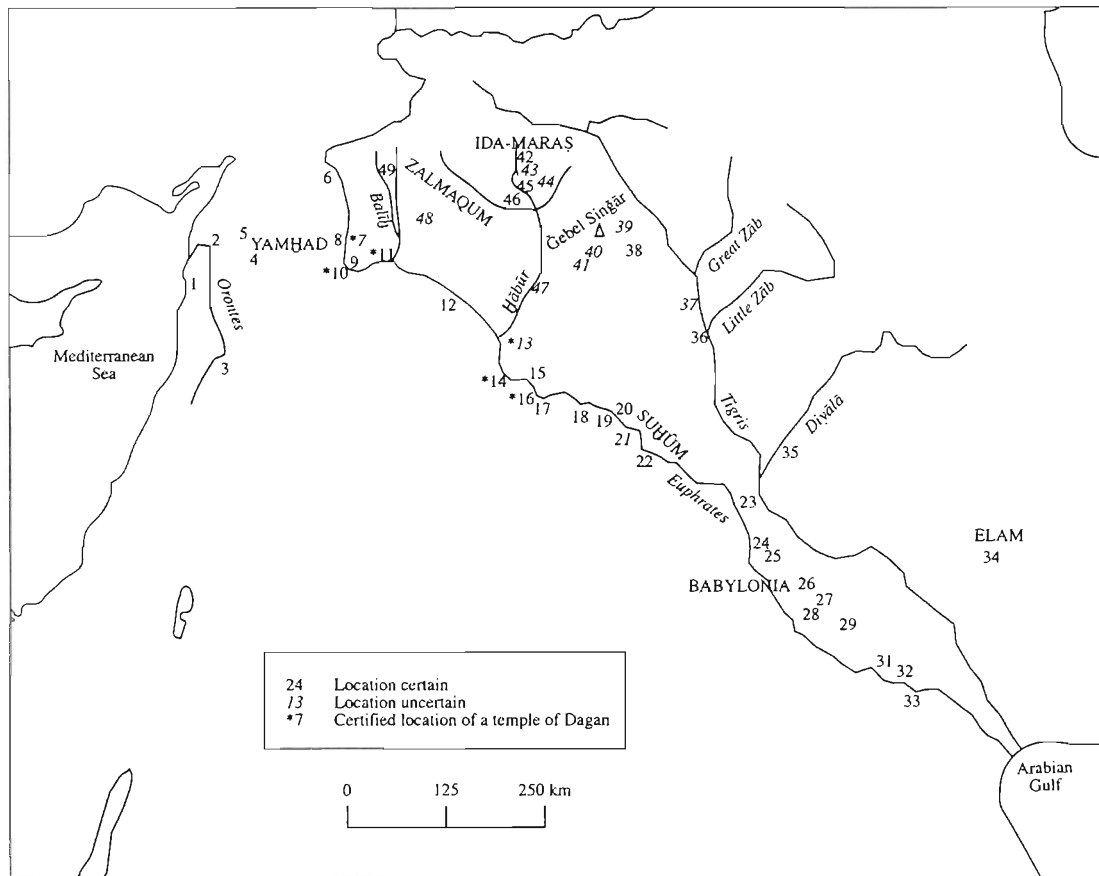 IDA-MARAṢ
42
43
44
45
46
49
ZALMAQUM
6
Balīḫ
48
Ǧebel Sinǧār
39
38
40
41
5
YAMḪAD
4
8
*7
9
*10
*11
2
1
Orontes
3
Mediterranean
Sea
12
Ḫābūr
47
*13
*14
15
*16
17
18
19
20
21
22
SUḪÛM
Euphrates
Great Zāb
Little Zāb
37
36
Tigris
Diyālā
35
23
24
25
BABYLONIA
26
27
28
29
ELAM
34
31
32
33
Arabian
Gulf
24 Location certain
13 Location uncertain
*7 Certified location of a temple of Dagan
0 125 250 km